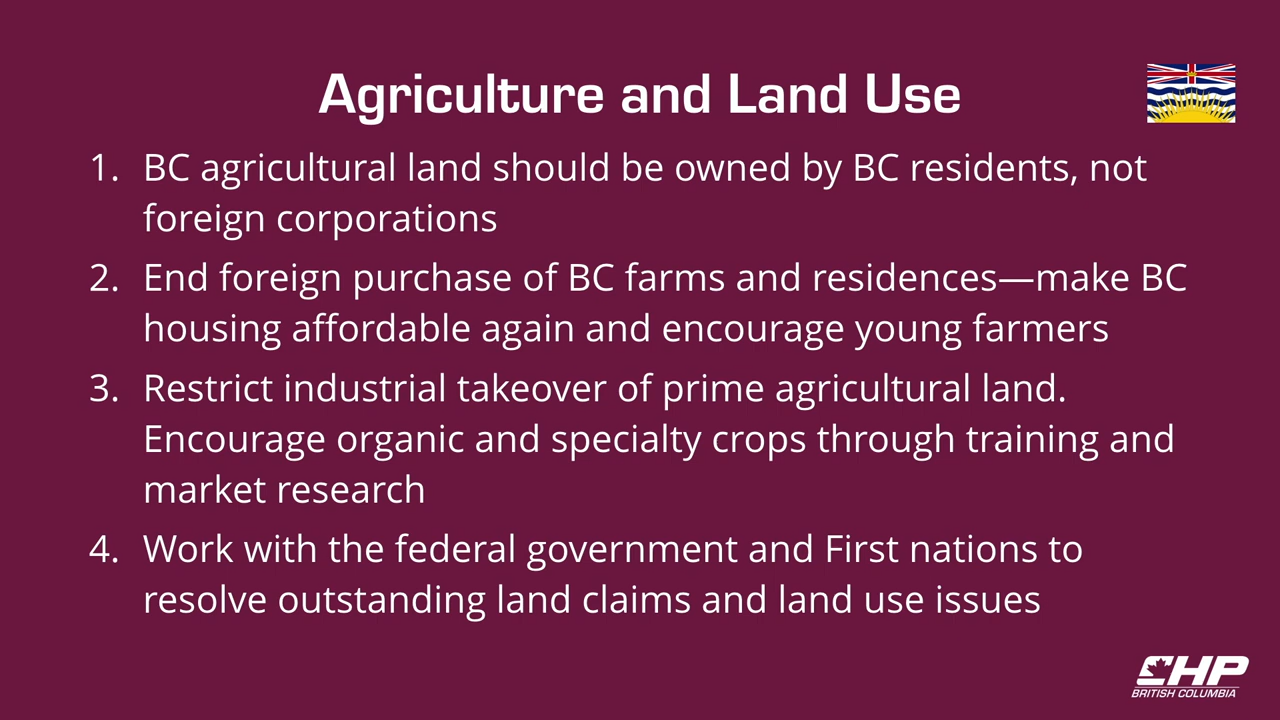 Agriculture and Land Use
1. BC agricultural land should be owned by BC residents, not
foreign corporations
2. End foreign purchase of BC farms and residences—make BC
housing affordable again and encourage young farmers
3. Restrict industrial takeover of prime agricultural land.
Encourage organic and specialty crops through training and
market research
4. Work with the federal government and First nations to
resolve outstanding land claims and land use issues
CHP
BRITISH COLUMBIA